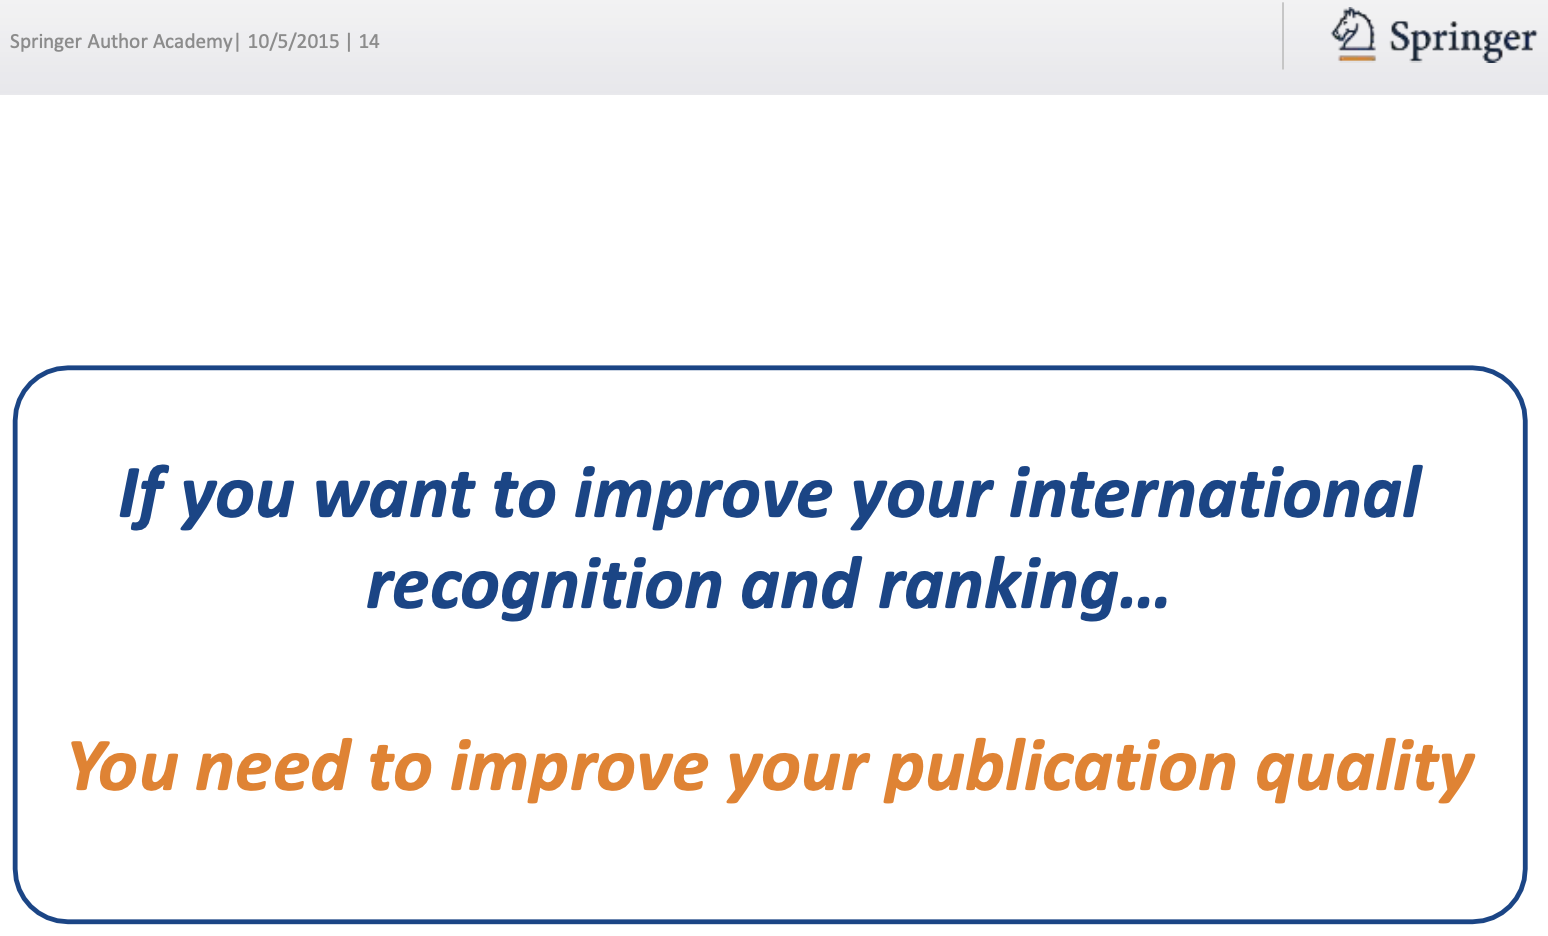 Springer Author Academy| 10/5/2015 | 14
Springer
If you want to improve your international
recognition and ranking…
You need to improve your publication quality